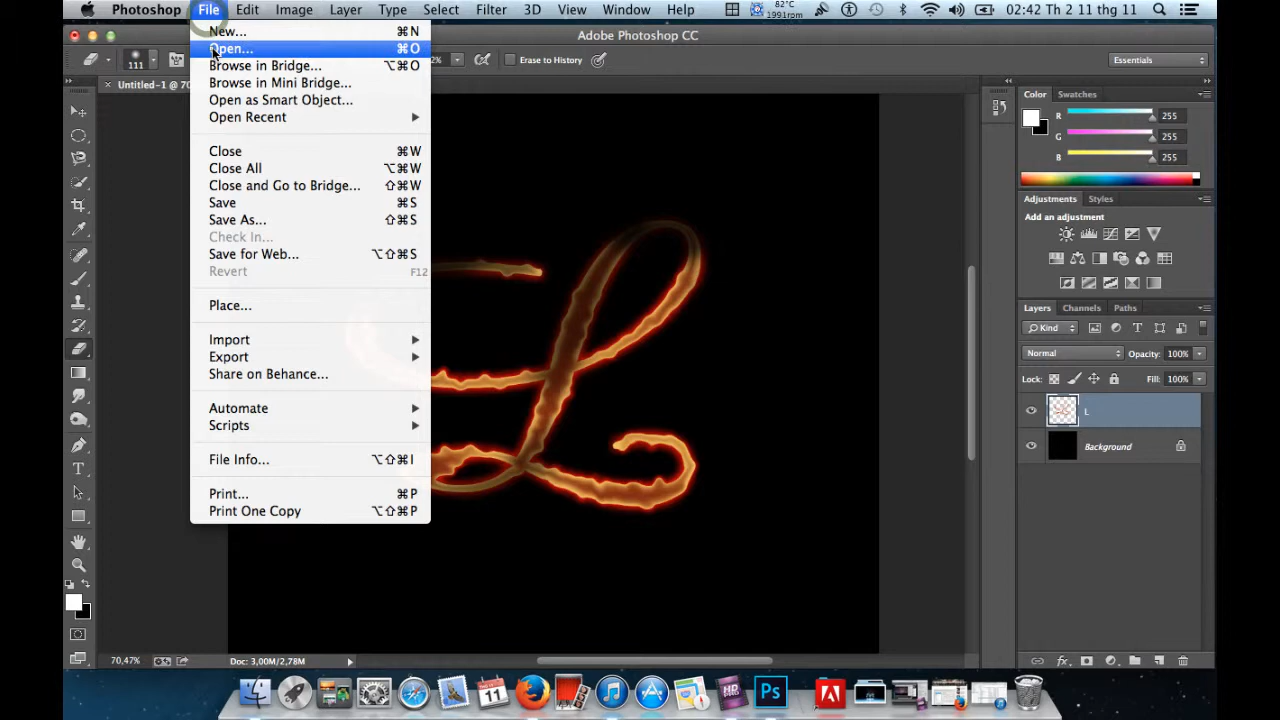 Photoshop File Edit Image Layer Type Select Filter 3D View Window Help 82°C 1991rpm 02:42 Th 2 11 thg 11
Adobe Photoshop CC
New... ⌘N
Open... ⌘O
Browse in Bridge... ⌥⌘O
Browse in Mini Bridge...
Open as Smart Object...
Open Recent
Close ⌘W
Close All ⌥⌘W
Close and Go to Bridge... ⇧⌘W
Save ⌘S
Save As... ⇧⌘S
Check In...
Save for Web... ⌥⇧⌘S
Revert F12
Place...
Import
Export
Share on Behance...
Automate
Scripts
File Info... ⌥⇧⌘I
Print... ⌘P
Print One Copy ⌥⇧⌘P
111
Erase to History
Essentials
Untitled-1 @ 70
L
Color Swatches
R 255
G 255
B 255
Adjustments Styles
Add an adjustment
Layers Channels Paths
Kind
Normal Opacity: 100%
Lock: Fill: 100%
L
Background
70,47% Doc: 3,00M/2,78M
HD
Ps